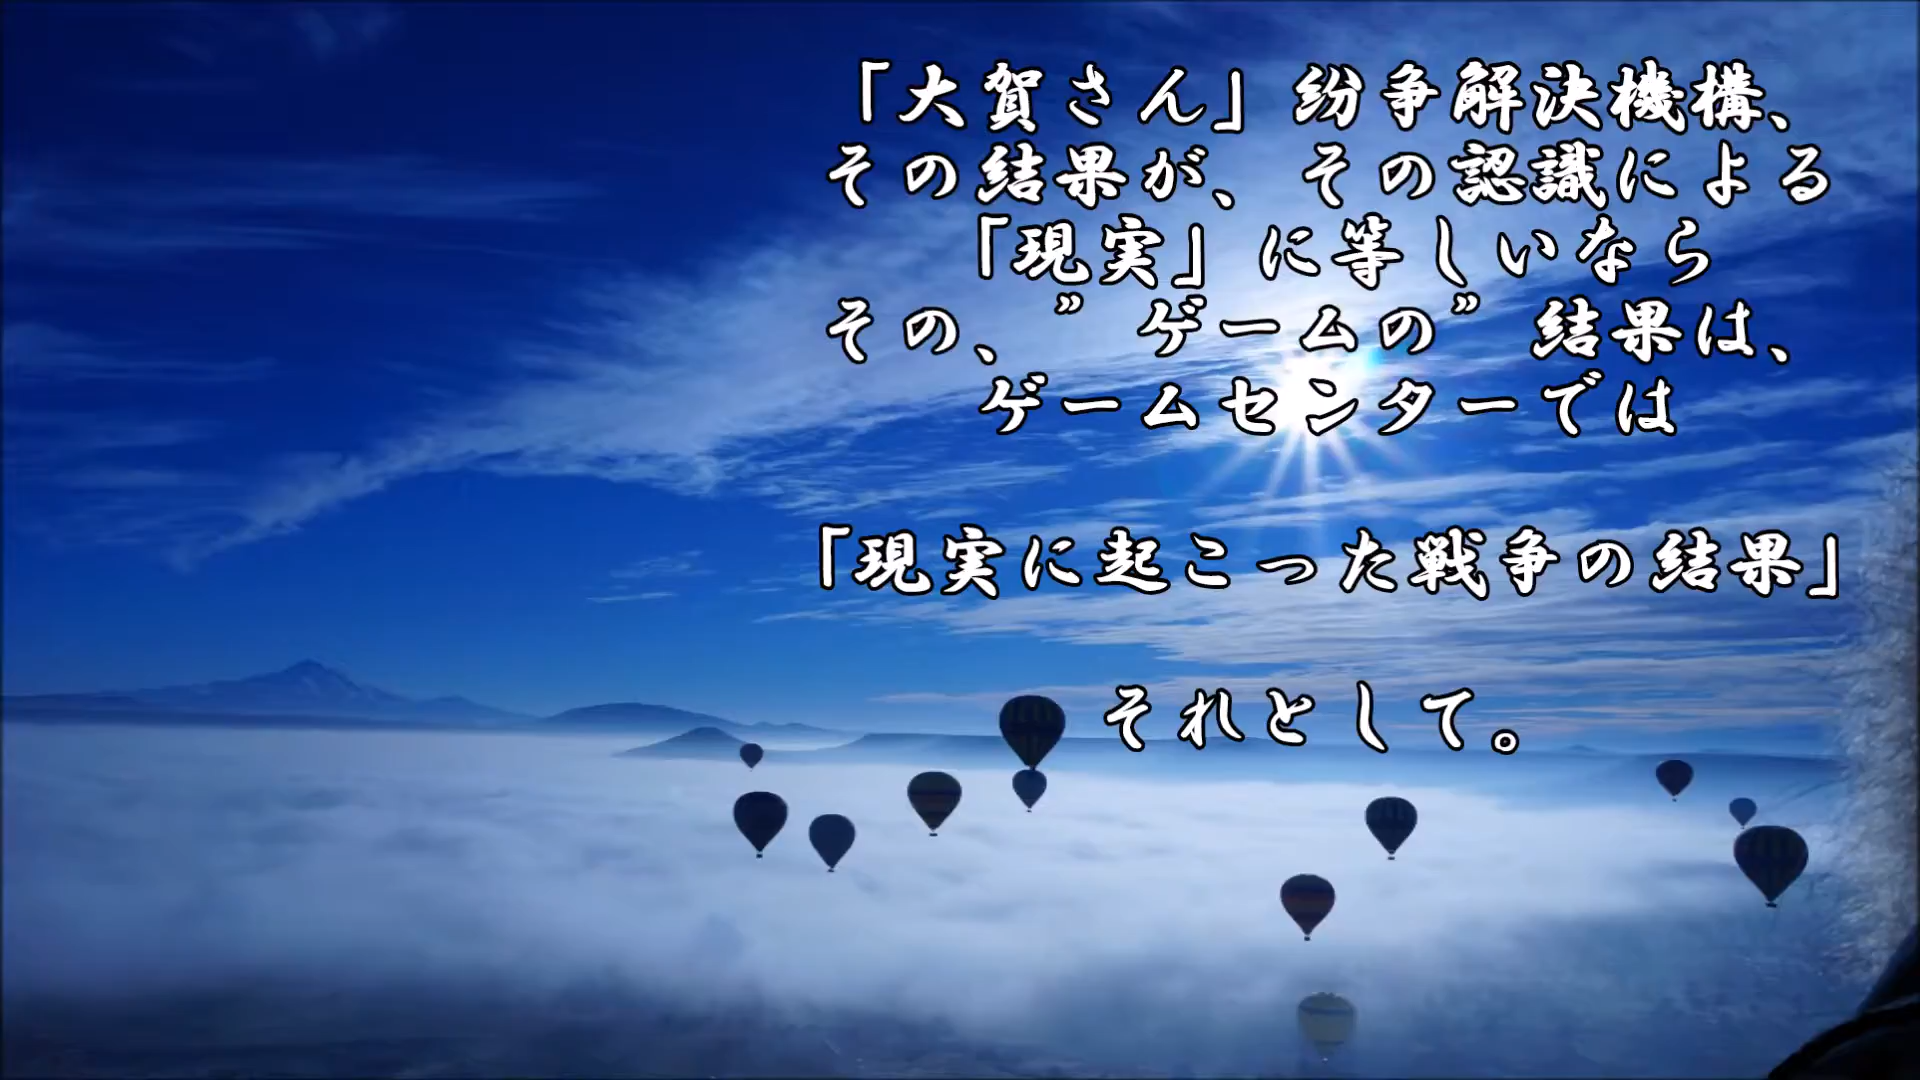 「大賀さん」紛争解決機構、
その結果が、その認識による
「現実」に等しいなら
その、”ゲームの”結果は、
ゲームセンターでは
「現実に起こった戦争の結果」
それとして。